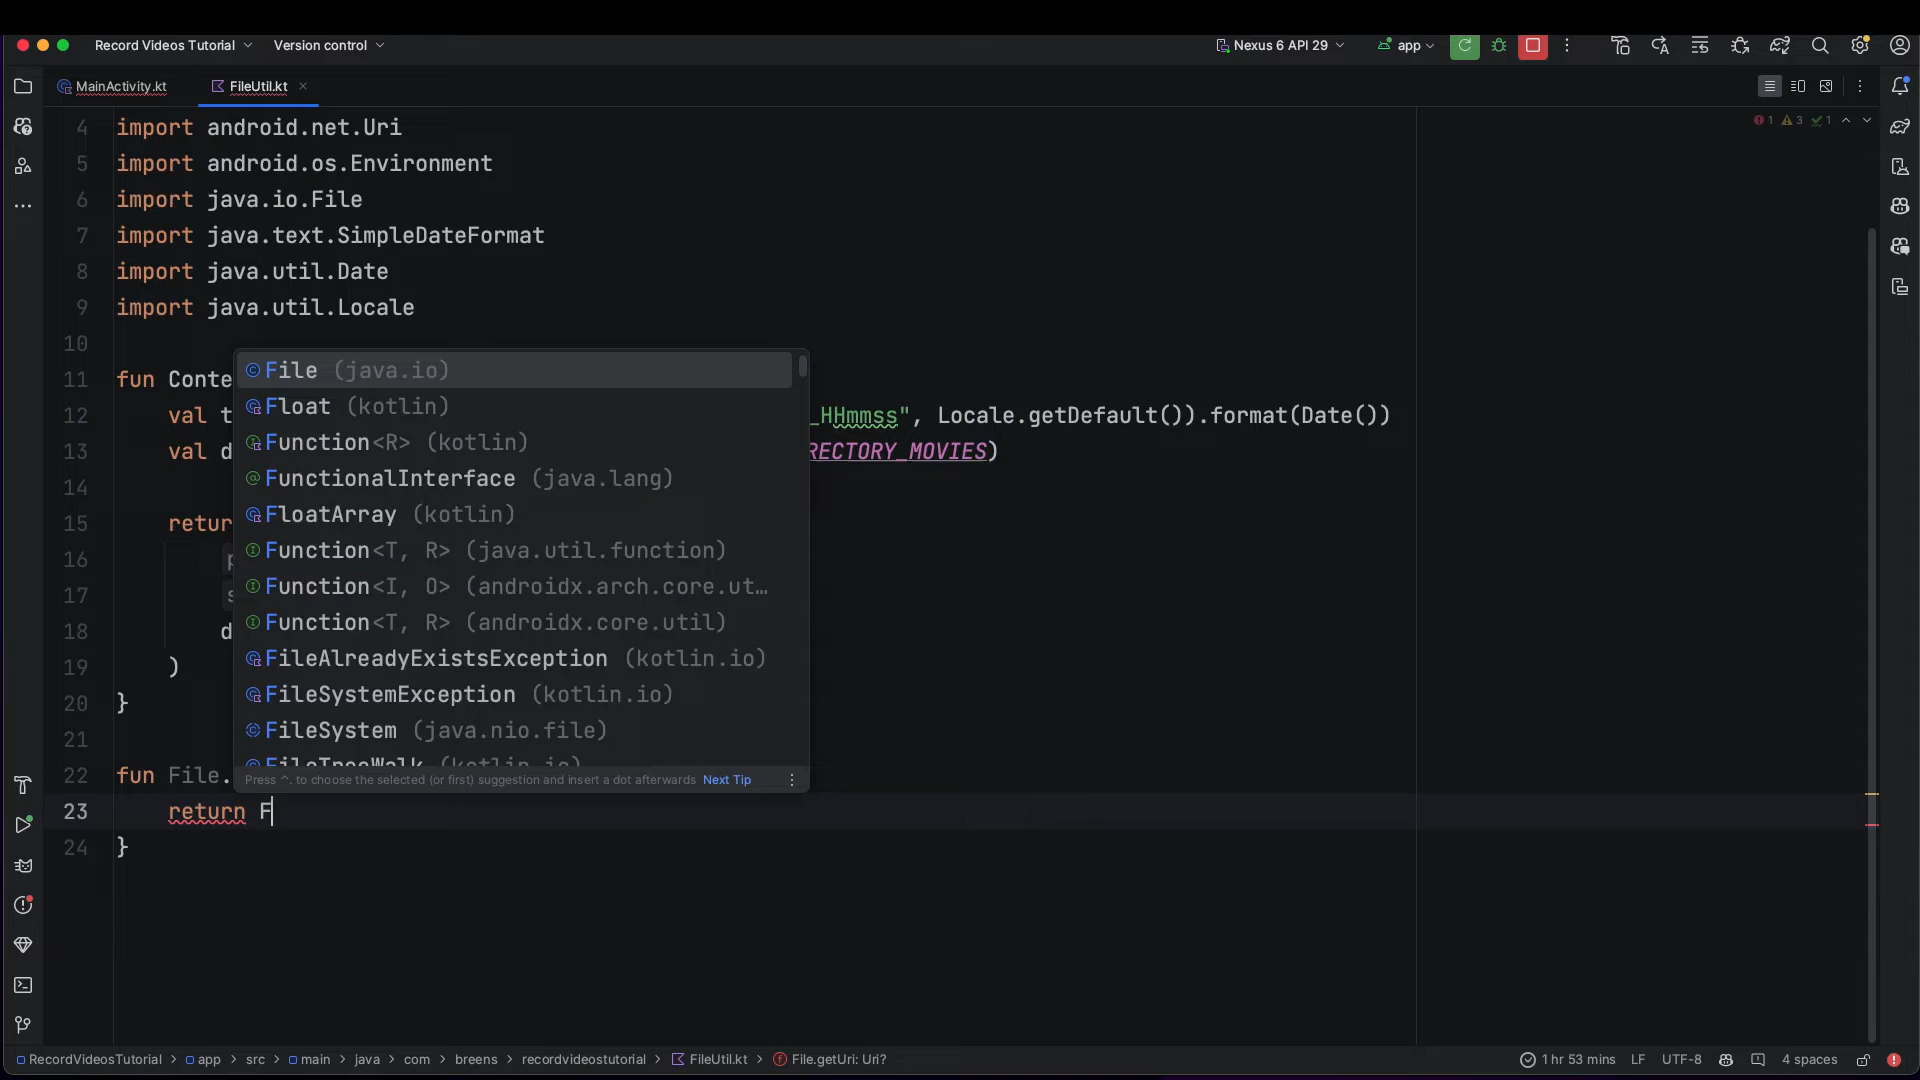 Record Videos Tutorial Version control Nexus 6 API 29 app
MainActivity.kt FileUtil.kt
1 3 1
4 import android.net.Uri
5 import android.os.Environment
6 import java.io.File
7 import java.text.SimpleDateFormat
8 import java.util.Date
9 import java.util.Locale
10
11 fun Conte
12 val t _HHmmss", Locale.getDefault()).format(Date())
13 val d RECTORY_MOVIES)
14
15 retur
16
17
18 d
19 )
20 }
21
22 fun File.
23 return F
24 }
File (java.io)
Float (kotlin)
Function<R> (kotlin)
FunctionalInterface (java.lang)
FloatArray (kotlin)
Function<T, R> (java.util.function)
Function<I, O> (androidx.arch.core.ut…
Function<T, R> (androidx.core.util)
FileAlreadyExistsException (kotlin.io)
FileSystemException (kotlin.io)
FileSystem (java.nio.file)
FileTreeWalk (kotlin.io)
Press ^. to choose the selected (or first) suggestion and insert a dot afterwards Next Tip
RecordVideosTutorial > app > src > main > java > com > breens > recordvideostutorial > FileUtil.kt > File.getUri: Uri? 1 hr 53 mins LF UTF-8 4 spaces